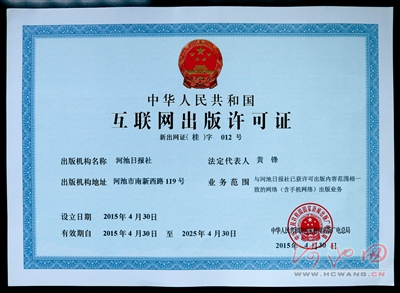 中华人民共和国
互联网出版许可证
新出网证(桂)字 012 号
出版机构名称 河池日报社 法定代表人 黄锋
出版机构地址 河池市南新西路119号 业务范围 与河池日报社已获许可出版内容范围相一
致的网络(含手机网络)出版业务
设立日期 2015年4月30日
有效期自 2015年4月30日 至 2025年4月30日
2015年4月30日
河池网
WWW.HCWANG.CN